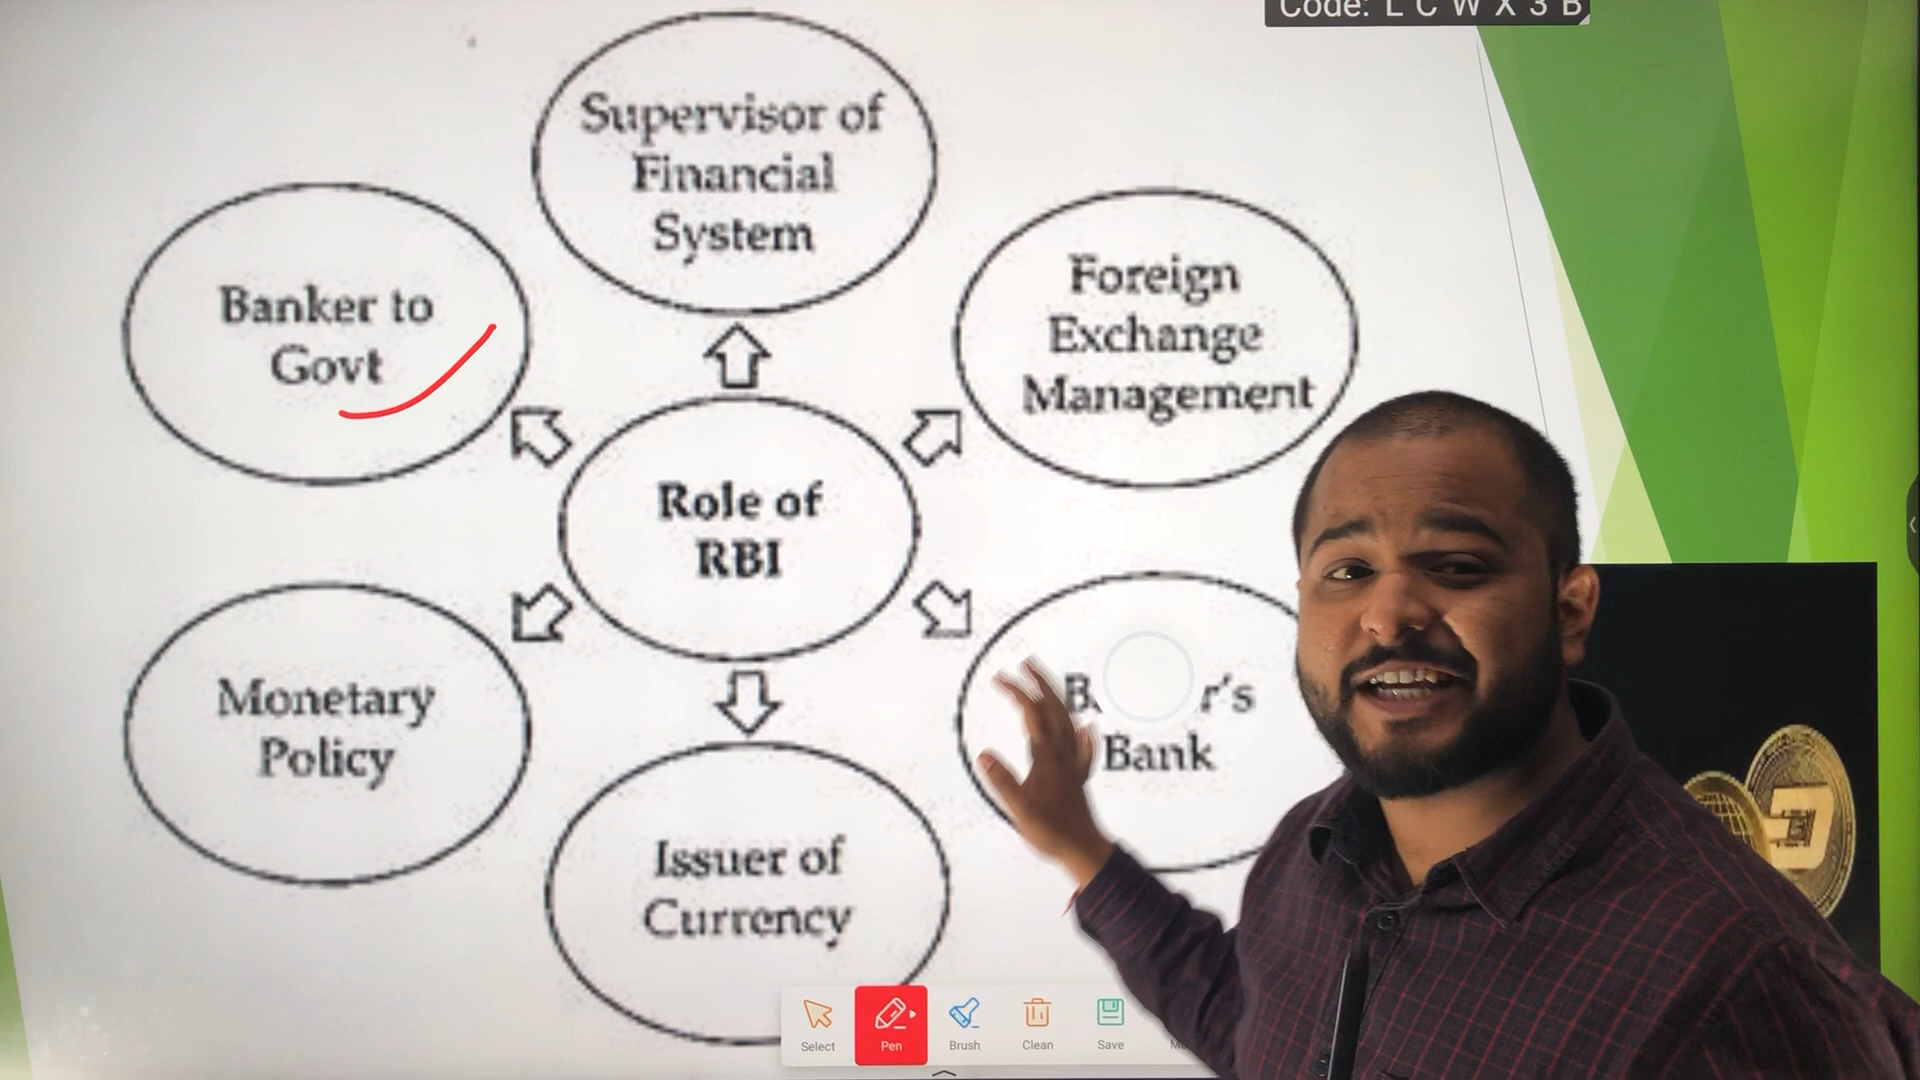 Code: L C W X 3 B
Supervisor of
Financial
System
Banker to
Govt
Foreign
Exchange
Management
Role of
RBI
Monetary
Policy
Bank
Issuer of
Currency
Select
Pen
Brush
Clean
Save